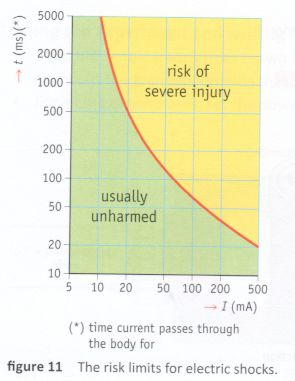 → t (ms)(*)
5000
2000
1000
500
200
100
50
20
10
risk of
severe injury
usually
unharmed
5 10 20 50 100 200 500
→ I (mA)
(*) time current passes through
the body for
figure 11 The risk limits for electric shocks.